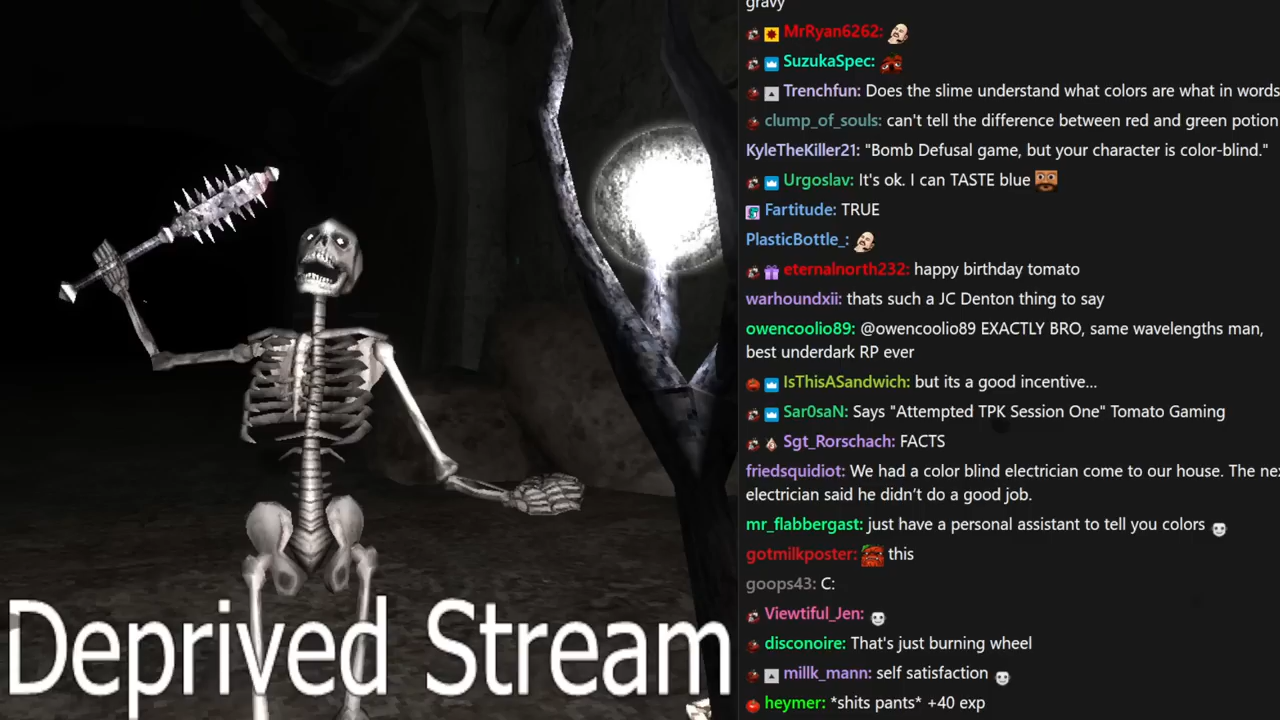 gravy
MrRyan6262:
SuzukaSpec:
Trenchfun: Does the slime understand what colors are what in words
clump_of_souls: can't tell the difference between red and green potion
KyleTheKiller21: "Bomb Defusal game, but your character is color-blind."
Urgoslav: It's ok. I can TASTE blue
Fartitude: TRUE
PlasticBottle_:
eternalnorth232: happy birthday tomato
warhoundxii: thats such a JC Denton thing to say
owencoolio89: @owencoolio89 EXACTLY BRO, same wavelengths man,
best underdark RP ever
IsThisASandwich: but its a good incentive...
Sar0saN: Says "Attempted TPK Session One" Tomato Gaming
Sgt_Rorschach: FACTS
friedsquidiot: We had a color blind electrician come to our house. The ne
electrician said he didn't do a good job.
mr_flabbergast: just have a personal assistant to tell you colors
gotmilkposter: this
goops43: C:
Viewtiful_Jen:
disconoire: That's just burning wheel
millk_mann: self satisfaction
heymer: *shits pants* +40 exp
Deprived Stream